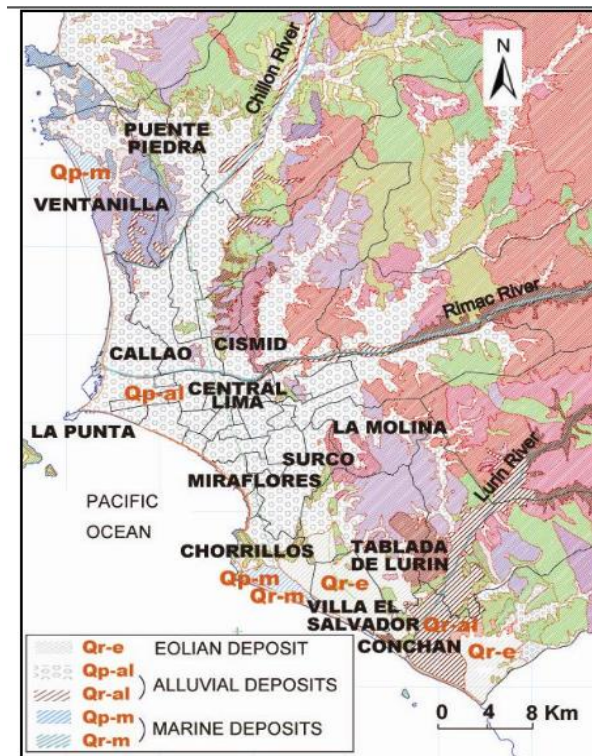 N
Chillon River
PUENTE
PIEDRA
Qp-m
VENTANILLA
Rimac River
CISMID
CALLAO
Qp-al
CENTRAL
LIMA
LA PUNTA
LA MOLINA
SURCO
MIRAFLORES
Lurin River
PACIFIC
OCEAN
CHORRILLOS
TABLADA
DE LURIN
Qp-m
Qr-m
Qr-e
VILLA EL
SALVADOR
Qr-al
CONCHAN
Qr-e
Qr-e EOLIAN DEPOSIT
Qp-al
Qr-al
ALLUVIAL DEPOSITS
Qp-m
Qr-m
MARINE DEPOSITS
0 4 8 Km